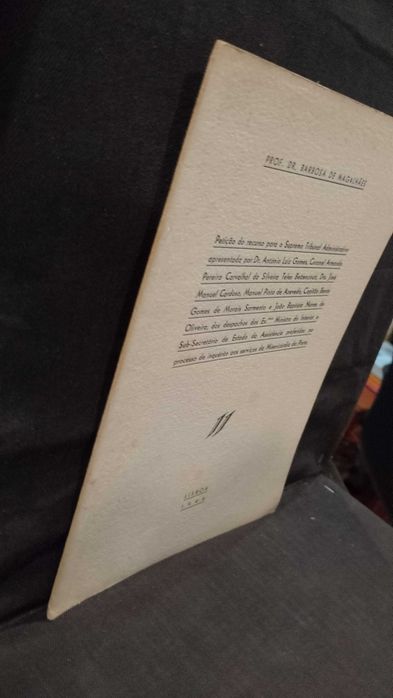 PROF. DR. BARBOSA DE MAGALHÃES
Petição do recurso para o Supremo Tribunal Administrativo
apresentada por Dr. António Luiz Gomes, Coronel Armando
Pereira Carvalhal da Silveira Teles Betencourt, Drs. José
Manuel Cardoso, Manuel Pinto de Azevedo, Capitão Bento
Gomes de Morais Sarmento e João Baptista Nunes de
Oliveira, dos despachos dos Ex.mos Ministro do Interior e
Sub-Secretário de Estado da Assistência proferidos no
processo de inquérito aos serviços da Misericórdia do Porto.
LISBOA